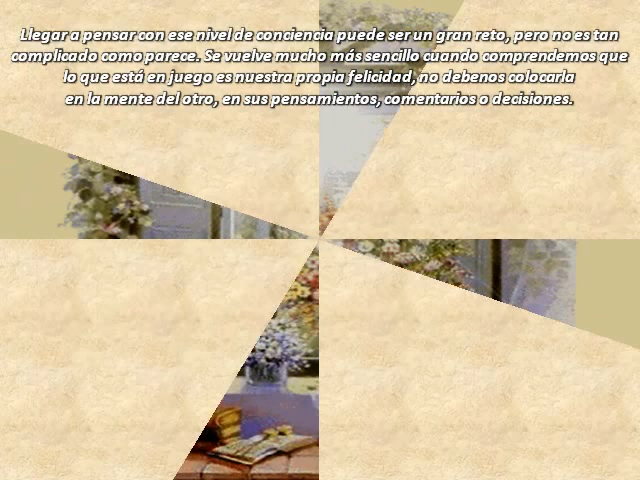 Llegar a pensar con ese nivel de conciencia puede ser un gran reto, pero no es tan
complicado como parece. Se vuelve mucho más sencillo cuando comprendemos que
lo que está en juego es nuestra propia felicidad, no debenos colocarla
en la mente del otro, en sus pensamientos, comentarios o decisiones.